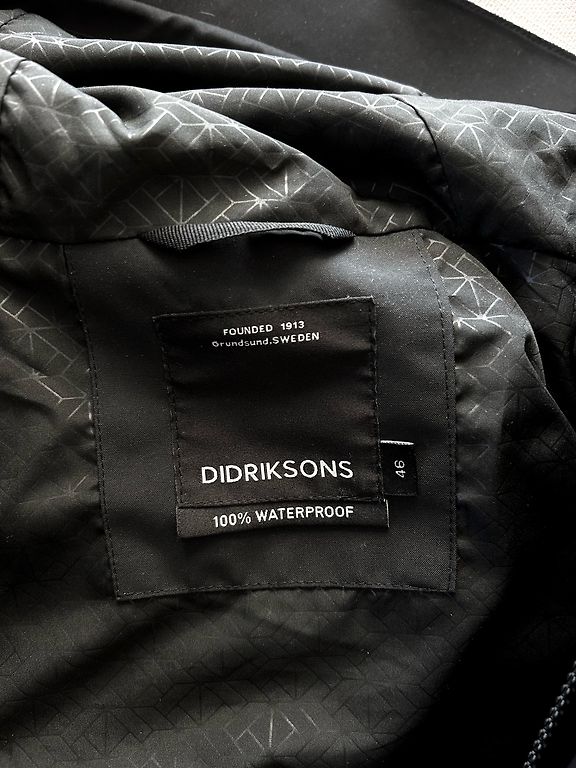 FOUNDED 1913
Grundsund.SWEDEN
DIDRIKSONS
46
100% WATERPROOF